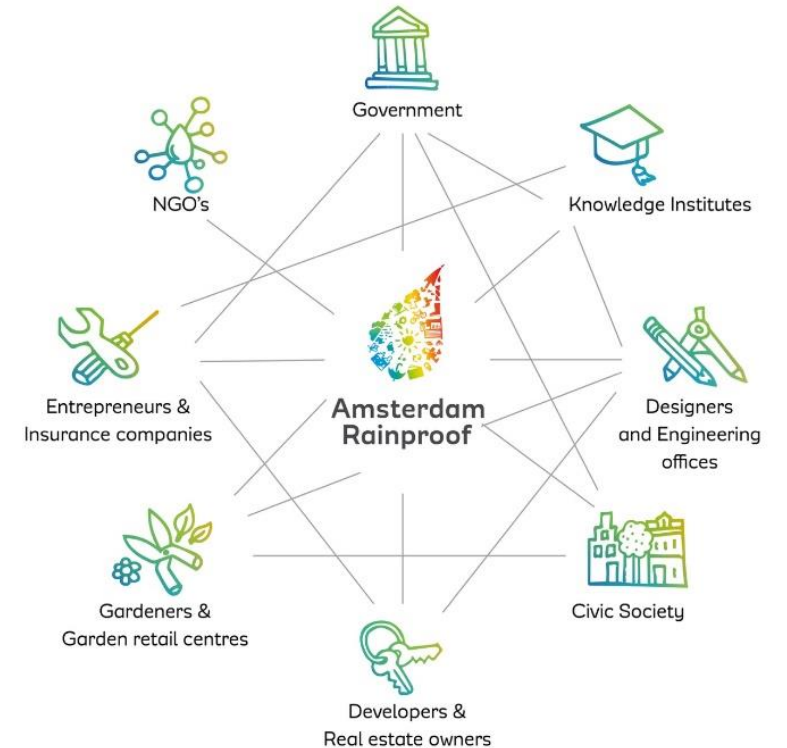 Government
NGO's
Knowledge Institutes
Amsterdam
Rainproof
Entrepreneurs &
Insurance companies
Designers
and Engineering
offices
Gardeners &
Garden retail centres
Civic Society
Developers &
Real estate owners